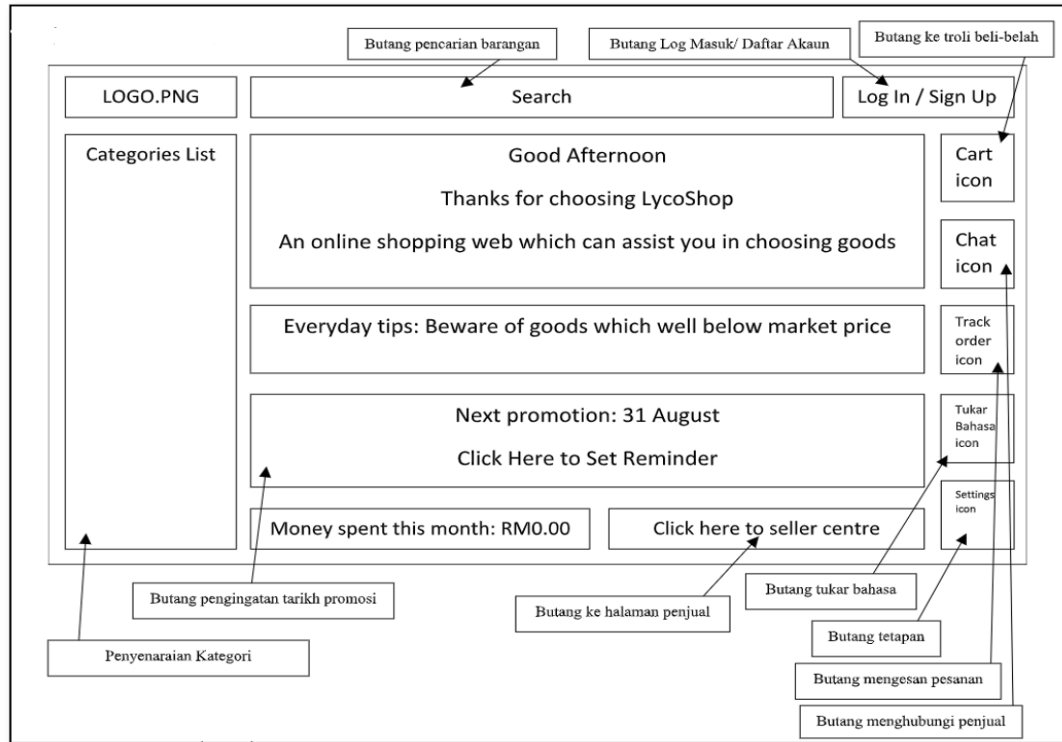 Butang pencarian barangan
Butang Log Masuk/ Daftar Akaun
Butang ke troli beli-belah
LOGO.PNG
Search
Log In / Sign Up
Categories List
Good Afternoon
Thanks for choosing LycoShop
An online shopping web which can assist you in choosing goods
Cart
icon
Chat
icon
Everyday tips: Beware of goods which well below market price
Track
order
icon
Next promotion: 31 August
Click Here to Set Reminder
Tukar
Bahasa
icon
Money spent this month: RM0.00
Click here to seller centre
Settings
icon
Butang pengingatan tarikh promosi
Butang ke halaman penjual
Butang tukar bahasa
Butang tetapan
Penyenaraian Kategori
Butang mengesan pesanan
Butang menghubungi penjual